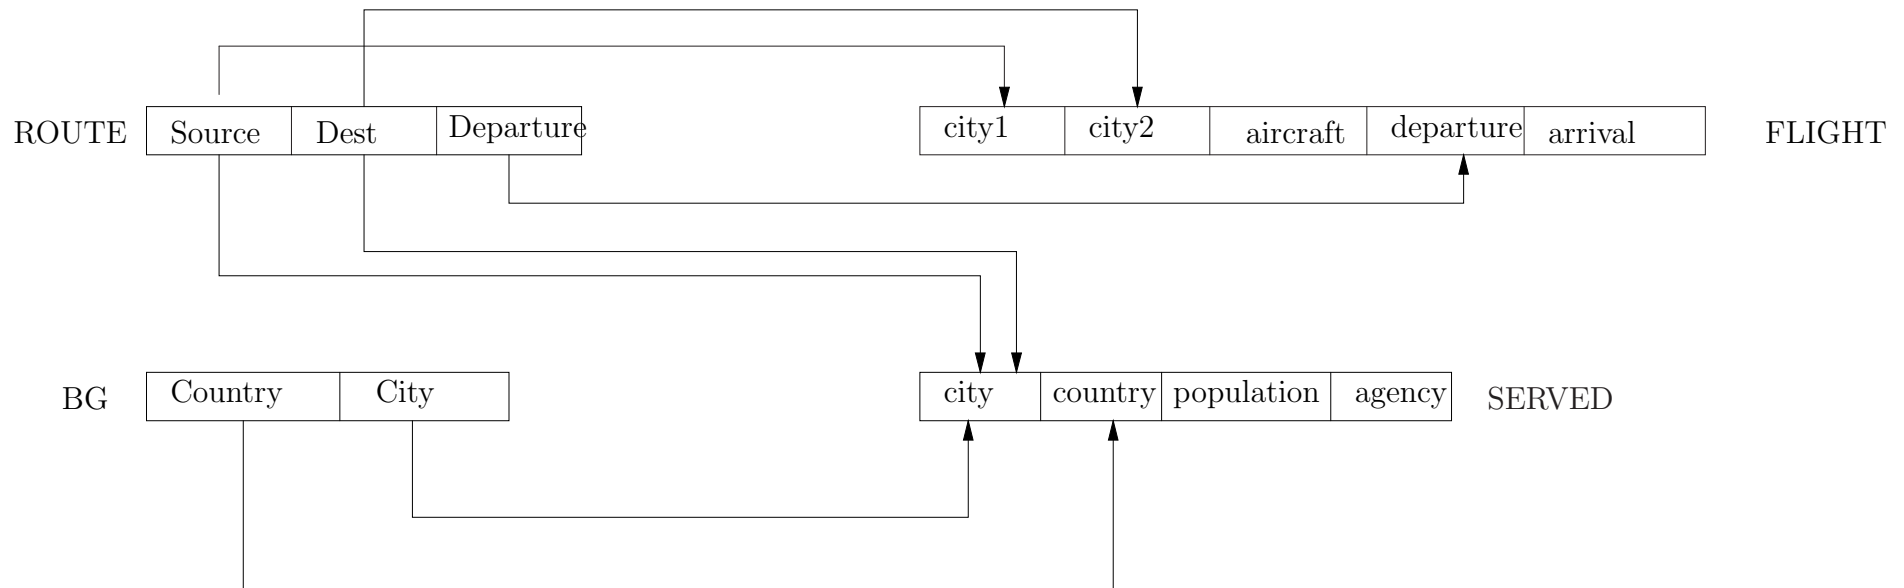 ROUTE Source Dest Departure city1 city2 aircraft departure arrival FLIGHT
BG Country City city country population agency SERVED